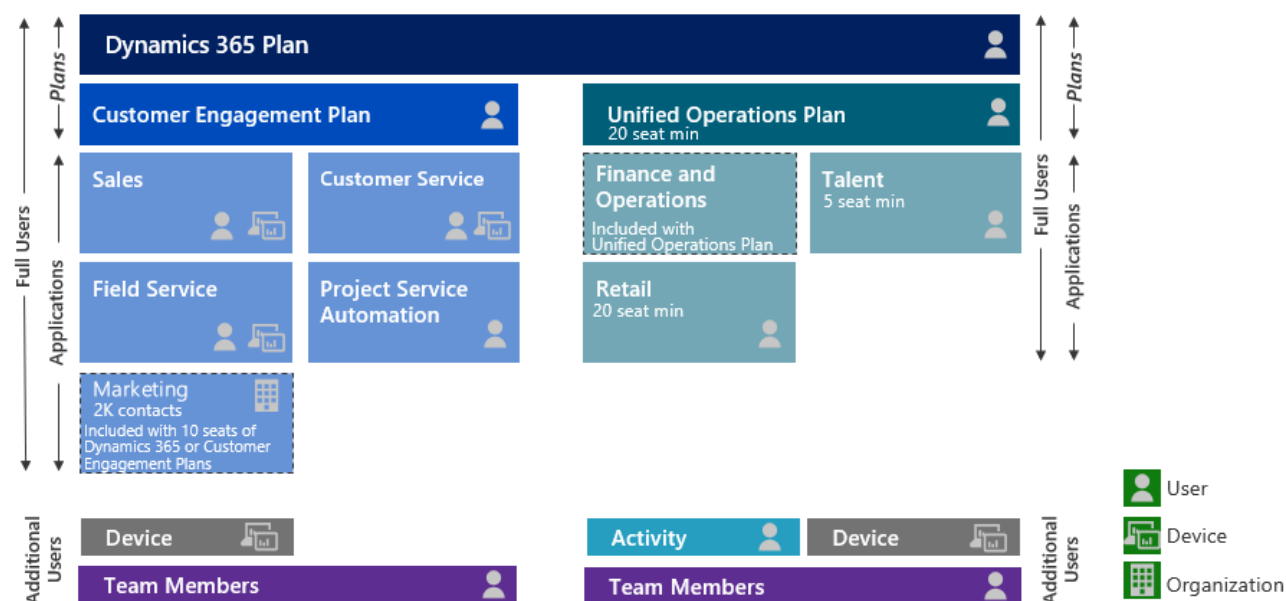 Dynamics 365 Plan
Plans
Plans
Customer Engagement Plan
Unified Operations Plan
20 seat min
Full Users
Full Users
Applications
Applications
Sales
Customer Service
Finance and
Operations
Included with
Unified Operations Plan
Talent
5 seat min
Field Service
Project Service
Automation
Retail
20 seat min
Marketing
2K contacts
Included with 10 seats of
Dynamics 365 or Customer
Engagement Plans
Additional
Users
Device
Activity
Device
Additional
Users
Team Members
Team Members
User
Device
Organization